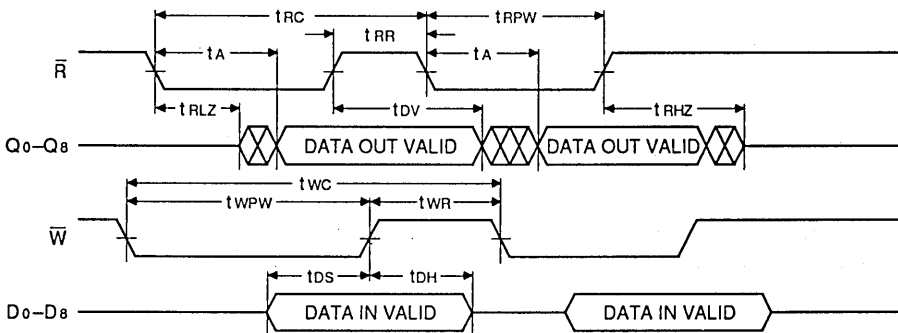 tRC tRPW
tRR
tA tA
R̅
tRLZ tDV tRHZ
Q0–Q8 DATA OUT VALID DATA OUT VALID
tWC
tWPW tWR
W̅
tDS tDH
D0–D8 DATA IN VALID DATA IN VALID